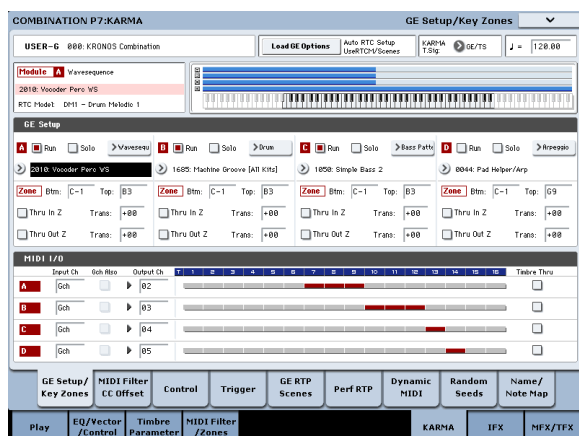 COMBINATION P7:KARMA GE Setup/Key Zones
USER-G 000: KRONOS Combination Load GE Options Auto RTC Setup UseRTCM/Scenes KARMA T.Sig: GE/TS ♩ = 120.00
Module A Wavesequence
2010: Vocoder Perc WS
RTC Model: DM1 - Drum Melodic 1
GE Setup
A Run Solo Wavesequ B Run Solo Drum C Run Solo Bass Patte D Run Solo Arpeggio
2010: Vocoder Perc WS 1685: Machine Groove [All Kits] 1050: Simple Bass 2 0044: Pad Helper/Arp
Zone Btm: C-1 Top: B3 Zone Btm: C-1 Top: B3 Zone Btm: C-1 Top: B3 Zone Btm: C-1 Top: G9
Thru In Z Trans: +00 Thru In Z Trans: +00 Thru In Z Trans: +00 Thru In Z Trans: +00
Thru Out Z Trans: +00 Thru Out Z Trans: +00 Thru Out Z Trans: +00 Thru Out Z Trans: +00
MIDI I/O
Input Ch Gch Also Output Ch T 1 2 3 4 5 6 7 8 9 10 11 12 13 14 15 16 Timbre Thru
A Gch 02
B Gch 03
C Gch 04
D Gch 05
GE Setup/Key Zones MIDI Filter CC Offset Control Trigger GE RTP Scenes Perf RTP Dynamic MIDI Random Seeds Name/Note Map
Play EQ/Vector/Control Timbre Parameter MIDI Filter/Zones KARMA IFX MFX/TFX